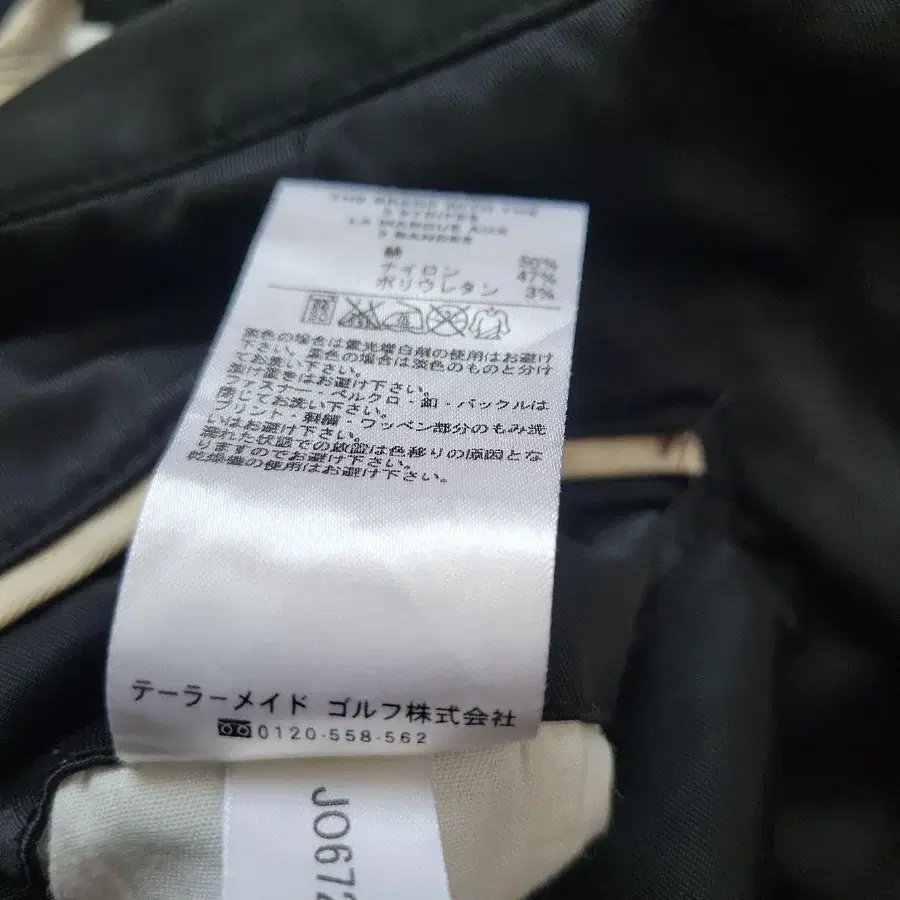 THE BRAND WITH THE
3 STRIPES
LA MARQUE AUX
3 BANDES
綿 50%
ナイロン 47%
ポリウレタン 3%
淡色の場合は蛍光増白剤の使用はお避け
下さい。濃色の場合は淡色のものと分け
てお洗い下さい。
漬け置きはお避け下さい。
ファスナー・ベルクロ・釦・バックルは
閉じてお洗い下さい。
プリント・刺繍・ワッペン部分のもみ洗
いはお避け下さい。
濡れた状態での放置は色移りの原因とな
りますのでお避け下さい。
乾燥機の使用はお避け下さい。
テーラーメイド ゴルフ株式会社
0120-558-562
JO672